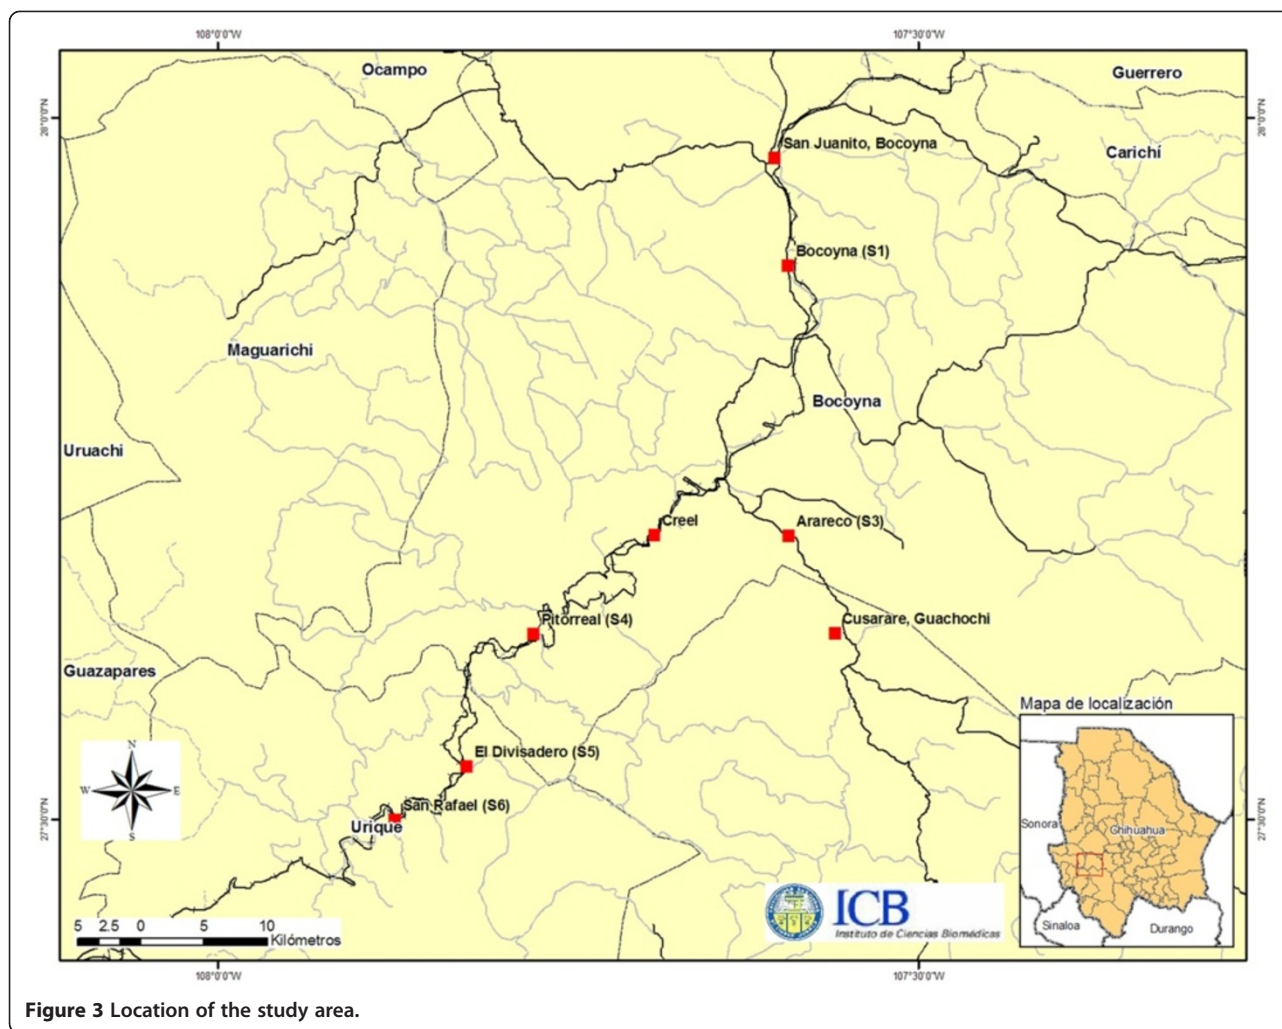 108°0'0"W
107°30'0"W
Ocampo
Guerrero
28°0'0"N
28°0'0"N
San Juanito, Bocoyna
Carichí
Bocoyna (S1)
Maguarichi
Bocoyna
Uruachi
Creel
Arareco (S3)
Pitorreal (S4)
Cusarare, Guachochi
Guazapares
Mapa de localización
N
W
E
S
El Divisadero (S5)
San Rafael (S6)
Urique
27°30'0"N
27°30'0"N
Sonora
Chihuahua
Sinaloa
Durango
5 2.5 0 5 10
Kilómetros
ICB
Instituto de Ciencias Biomédicas
108°0'0"W
107°30'0"W
Figure 3 Location of the study area.